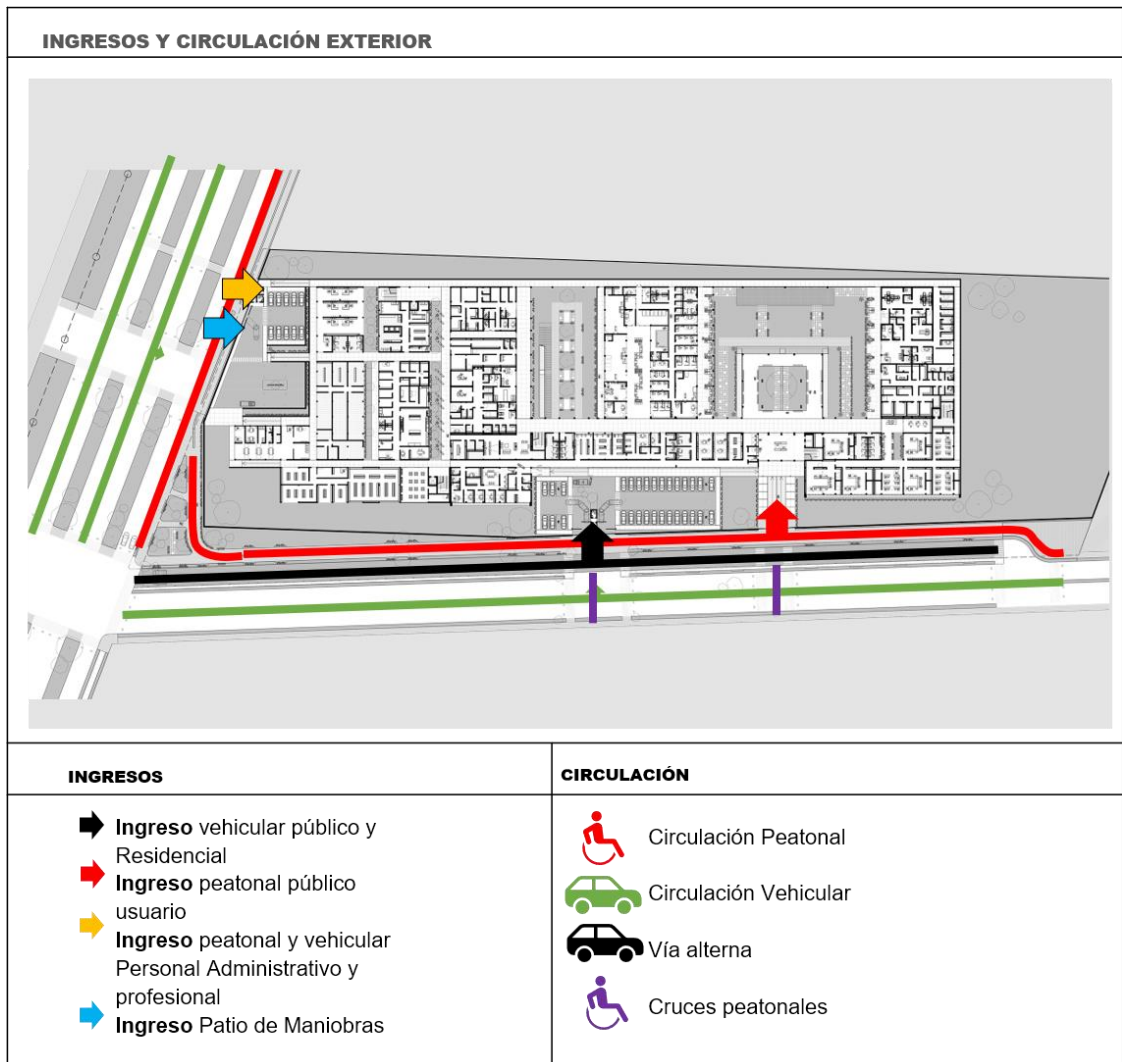 INGRESOS Y CIRCULACIÓN EXTERIOR
INGRESOS
Ingreso vehicular público y
Residencial
Ingreso peatonal público
usuario
Ingreso peatonal y vehicular
Personal Administrativo y
profesional
Ingreso Patio de Maniobras
CIRCULACIÓN
Circulación Peatonal
Circulación Vehicular
Vía alterna
Cruces peatonales